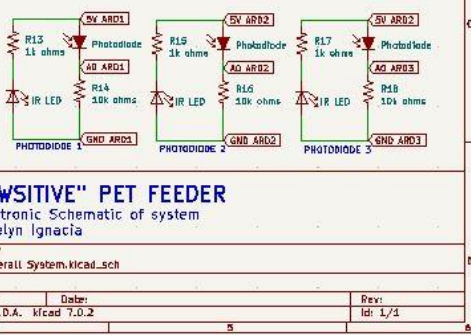 5V ARD1
R13
1k ohms
Photodiode
A0 ARD1
R14
10k ohms
IR LED
GND ARD1
PHOTODIODE 1
5V ARD2
R15
1k ohms
Photodiode
A0 ARD2
R16
10k ohms
IR LED
GND ARD2
PHOTODIODE 2
5V ARD3
R17
1k ohms
Photodiode
A0 ARD3
R18
10k ohms
IR LED
GND ARD3
PHOTODIODE 3
WSITIVE" PET FEEDER
tronic Schematic of system
elyn Ignacia
erall System.kicad_sch
Date:
Rev:
.D.A. kicad 7.0.2
Id: 1/1
5